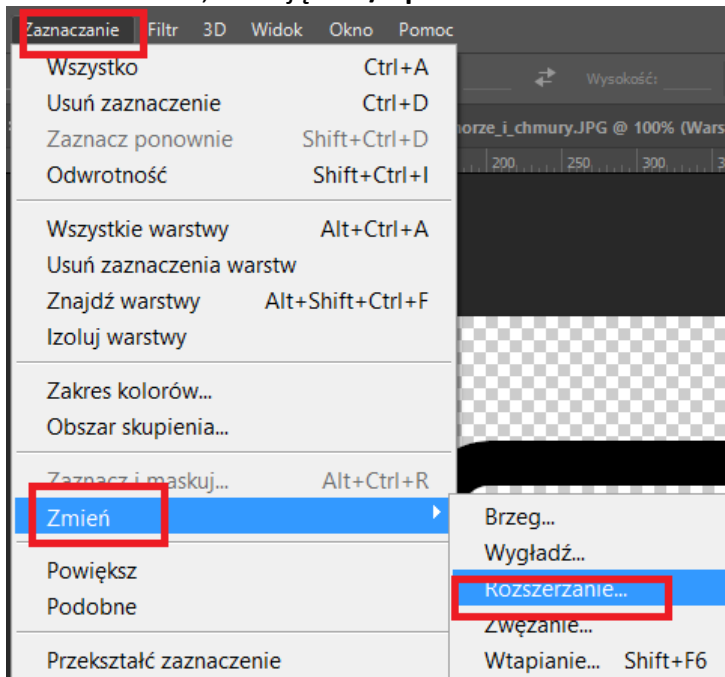 Zaznaczanie Filtr 3D Widok Okno Pomoc
Wszystko Ctrl+A
Wysokość:
Usuń zaznaczenie Ctrl+D
Zaznacz ponownie Shift+Ctrl+D
orze_i_chmury.JPG @ 100% (Wars
Odwrotność Shift+Ctrl+I
200 250 300
Wszystkie warstwy Alt+Ctrl+A
Usuń zaznaczenia warstw
Znajdź warstwy Alt+Shift+Ctrl+F
Izoluj warstwy
Zakres kolorów...
Obszar skupienia...
Zaznacz i maskuj... Alt+Ctrl+R
Zmień
Brzeg...
Wygładź...
Powiększ
Rozszerzanie...
Podobne
Zwężanie...
Przekształć zaznaczenie
Wtapianie... Shift+F6